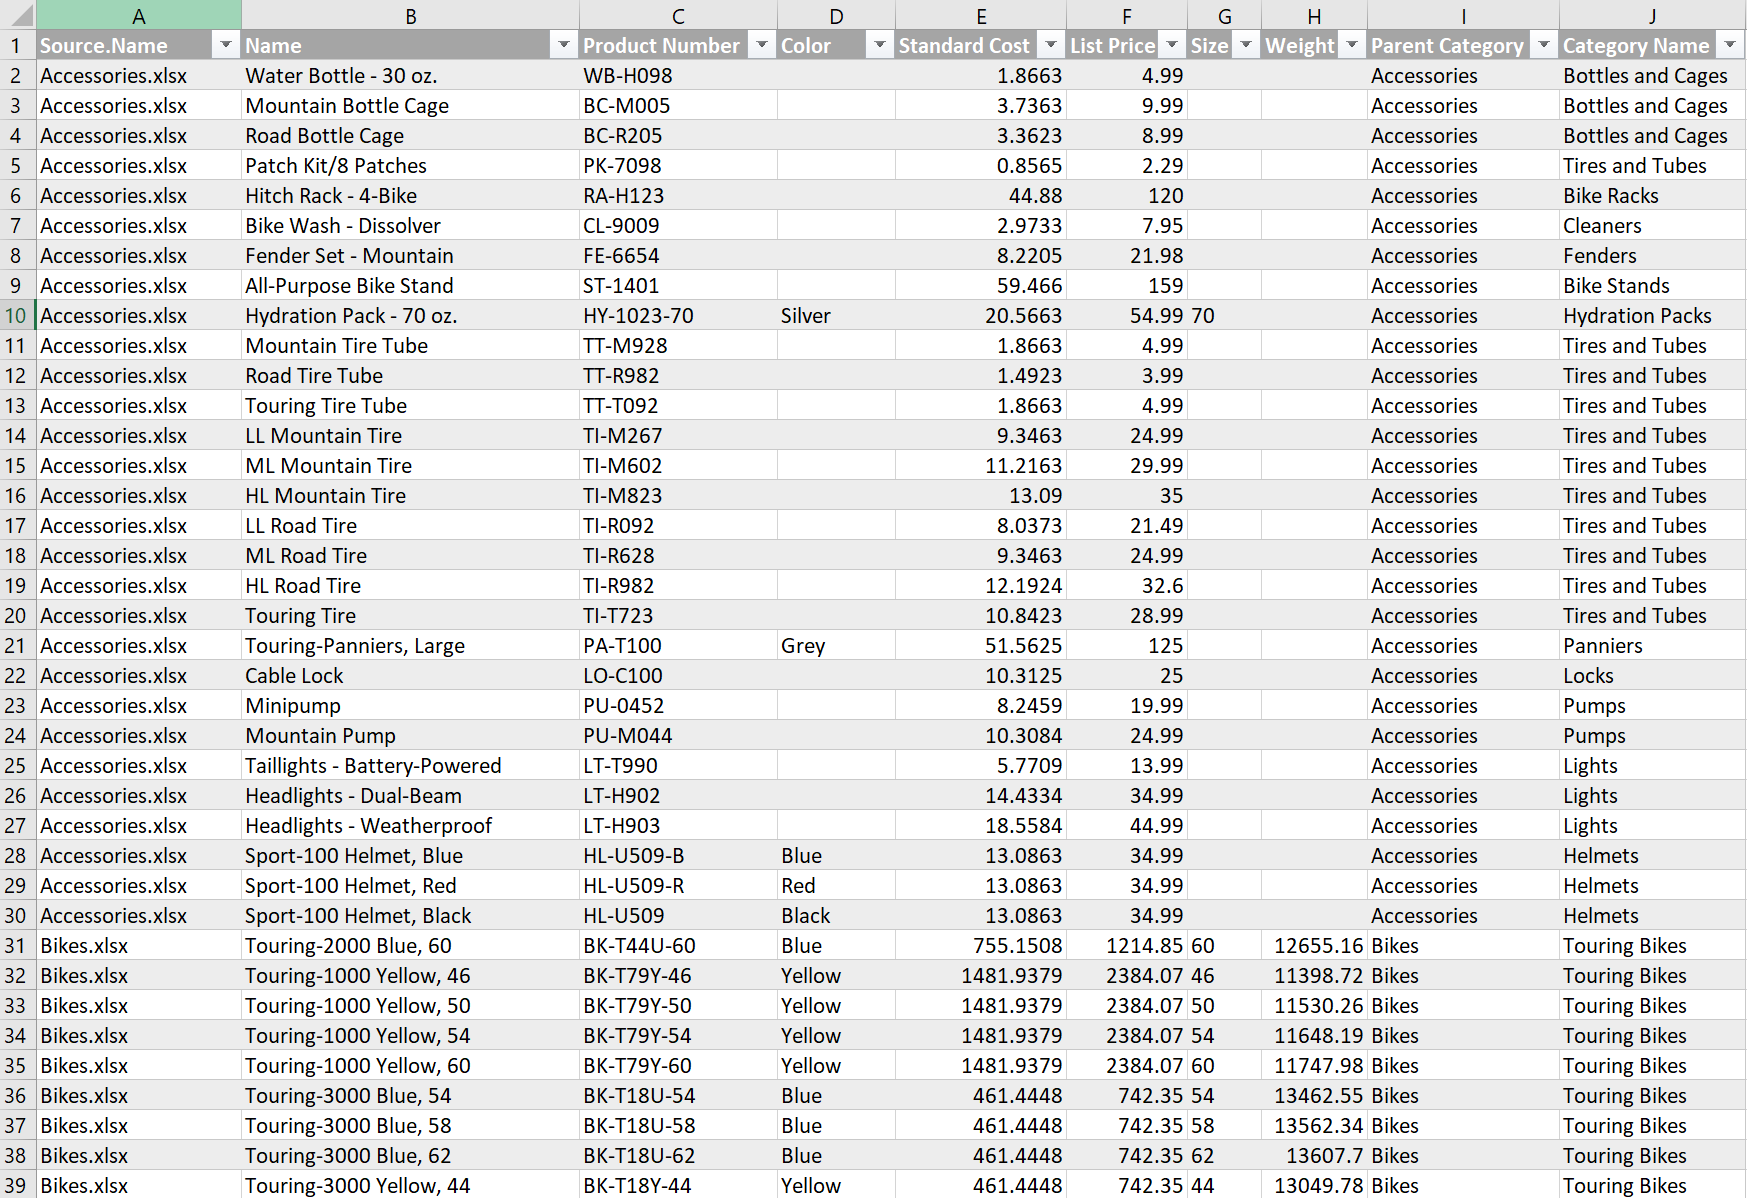 A B C D E F G H I J
1 Source.Name Name Product Number Color Standard Cost List Price Size Weight Parent Category Category Name
2 Accessories.xlsx Water Bottle - 30 oz. WB-H098 1.8663 4.99 Accessories Bottles and Cages
3 Accessories.xlsx Mountain Bottle Cage BC-M005 3.7363 9.99 Accessories Bottles and Cages
4 Accessories.xlsx Road Bottle Cage BC-R205 3.3623 8.99 Accessories Bottles and Cages
5 Accessories.xlsx Patch Kit/8 Patches PK-7098 0.8565 2.29 Accessories Tires and Tubes
6 Accessories.xlsx Hitch Rack - 4-Bike RA-H123 44.88 120 Accessories Bike Racks
7 Accessories.xlsx Bike Wash - Dissolver CL-9009 2.9733 7.95 Accessories Cleaners
8 Accessories.xlsx Fender Set - Mountain FE-6654 8.2205 21.98 Accessories Fenders
9 Accessories.xlsx All-Purpose Bike Stand ST-1401 59.466 159 Accessories Bike Stands
10 Accessories.xlsx Hydration Pack - 70 oz. HY-1023-70 Silver 20.5663 54.99 70 Accessories Hydration Packs
11 Accessories.xlsx Mountain Tire Tube TT-M928 1.8663 4.99 Accessories Tires and Tubes
12 Accessories.xlsx Road Tire Tube TT-R982 1.4923 3.99 Accessories Tires and Tubes
13 Accessories.xlsx Touring Tire Tube TT-T092 1.8663 4.99 Accessories Tires and Tubes
14 Accessories.xlsx LL Mountain Tire TI-M267 9.3463 24.99 Accessories Tires and Tubes
15 Accessories.xlsx ML Mountain Tire TI-M602 11.2163 29.99 Accessories Tires and Tubes
16 Accessories.xlsx HL Mountain Tire TI-M823 13.09 35 Accessories Tires and Tubes
17 Accessories.xlsx LL Road Tire TI-R092 8.0373 21.49 Accessories Tires and Tubes
18 Accessories.xlsx ML Road Tire TI-R628 9.3463 24.99 Accessories Tires and Tubes
19 Accessories.xlsx HL Road Tire TI-R982 12.1924 32.6 Accessories Tires and Tubes
20 Accessories.xlsx Touring Tire TI-T723 10.8423 28.99 Accessories Tires and Tubes
21 Accessories.xlsx Touring-Panniers, Large PA-T100 Grey 51.5625 125 Accessories Panniers
22 Accessories.xlsx Cable Lock LO-C100 10.3125 25 Accessories Locks
23 Accessories.xlsx Minipump PU-0452 8.2459 19.99 Accessories Pumps
24 Accessories.xlsx Mountain Pump PU-M044 10.3084 24.99 Accessories Pumps
25 Accessories.xlsx Taillights - Battery-Powered LT-T990 5.7709 13.99 Accessories Lights
26 Accessories.xlsx Headlights - Dual-Beam LT-H902 14.4334 34.99 Accessories Lights
27 Accessories.xlsx Headlights - Weatherproof LT-H903 18.5584 44.99 Accessories Lights
28 Accessories.xlsx Sport-100 Helmet, Blue HL-U509-B Blue 13.0863 34.99 Accessories Helmets
29 Accessories.xlsx Sport-100 Helmet, Red HL-U509-R Red 13.0863 34.99 Accessories Helmets
30 Accessories.xlsx Sport-100 Helmet, Black HL-U509 Black 13.0863 34.99 Accessories Helmets
31 Bikes.xlsx Touring-2000 Blue, 60 BK-T44U-60 Blue 755.1508 1214.85 60 12655.16 Bikes Touring Bikes
32 Bikes.xlsx Touring-1000 Yellow, 46 BK-T79Y-46 Yellow 1481.9379 2384.07 46 11398.72 Bikes Touring Bikes
33 Bikes.xlsx Touring-1000 Yellow, 50 BK-T79Y-50 Yellow 1481.9379 2384.07 50 11530.26 Bikes Touring Bikes
34 Bikes.xlsx Touring-1000 Yellow, 54 BK-T79Y-54 Yellow 1481.9379 2384.07 54 11648.19 Bikes Touring Bikes
35 Bikes.xlsx Touring-1000 Yellow, 60 BK-T79Y-60 Yellow 1481.9379 2384.07 60 11747.98 Bikes Touring Bikes
36 Bikes.xlsx Touring-3000 Blue, 54 BK-T18U-54 Blue 461.4448 742.35 54 13462.55 Bikes Touring Bikes
37 Bikes.xlsx Touring-3000 Blue, 58 BK-T18U-58 Blue 461.4448 742.35 58 13562.34 Bikes Touring Bikes
38 Bikes.xlsx Touring-3000 Blue, 62 BK-T18U-62 Blue 461.4448 742.35 62 13607.7 Bikes Touring Bikes
39 Bikes.xlsx Touring-3000 Yellow, 44 BK-T18Y-44 Yellow 461.4448 742.35 44 13049.78 Bikes Touring Bikes